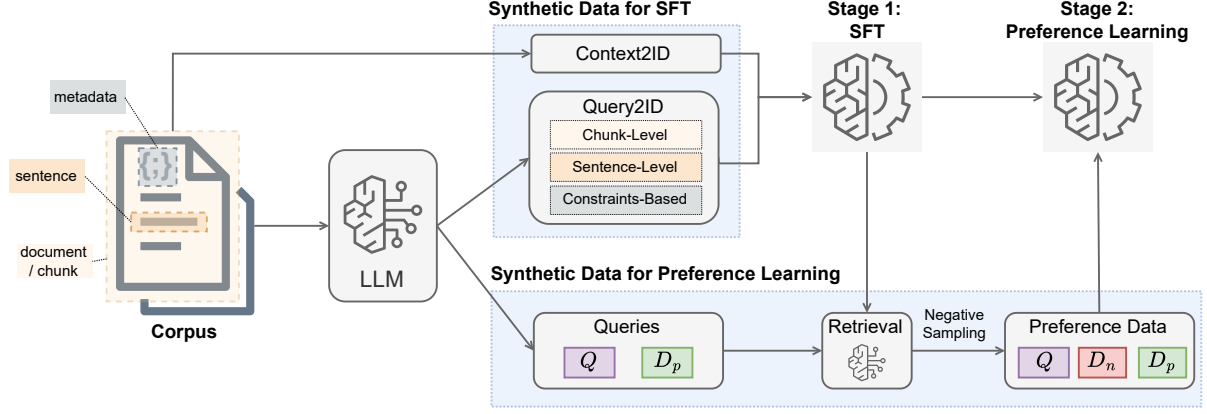 Synthetic Data for SFT
Stage 1:
SFT
Stage 2:
Preference Learning
Context2ID
metadata
{:}
Query2ID
Chunk-Level
Sentence-Level
Constraints-Based
sentence
document
/ chunk
LLM
Corpus
Synthetic Data for Preference Learning
Queries
Q
D_p
Retrieval
Negative
Sampling
Preference Data
Q
D_n
D_p